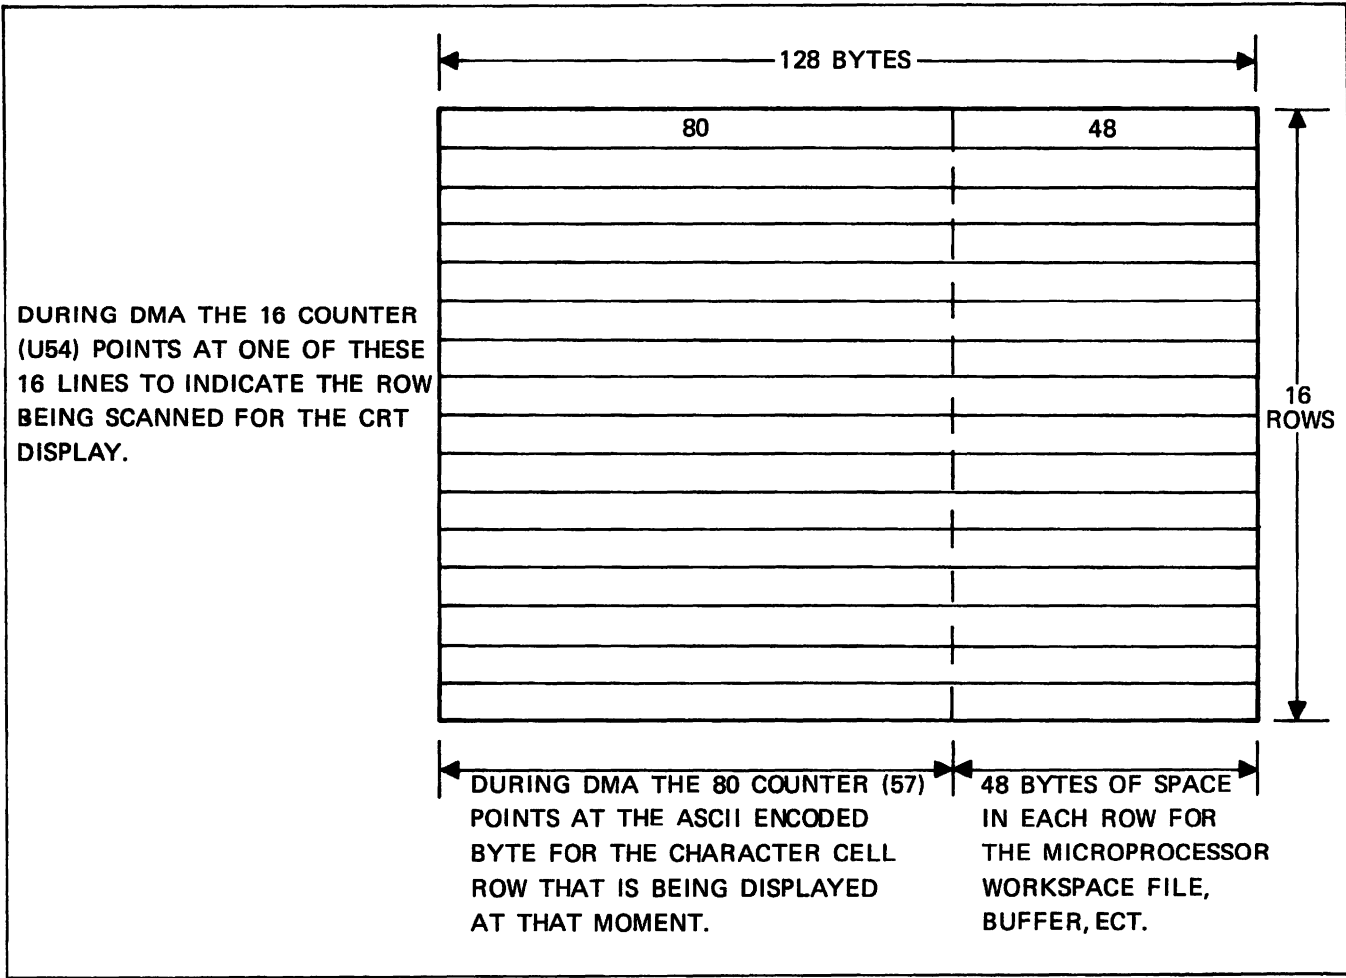 128 BYTES
80
48
DURING DMA THE 16 COUNTER
(U54) POINTS AT ONE OF THESE
16 LINES TO INDICATE THE ROW
BEING SCANNED FOR THE CRT
DISPLAY.
16
ROWS
DURING DMA THE 80 COUNTER (57)
POINTS AT THE ASCII ENCODED
BYTE FOR THE CHARACTER CELL
ROW THAT IS BEING DISPLAYED
AT THAT MOMENT.
48 BYTES OF SPACE
IN EACH ROW FOR
THE MICROPROCESSOR
WORKSPACE FILE,
BUFFER, ECT.